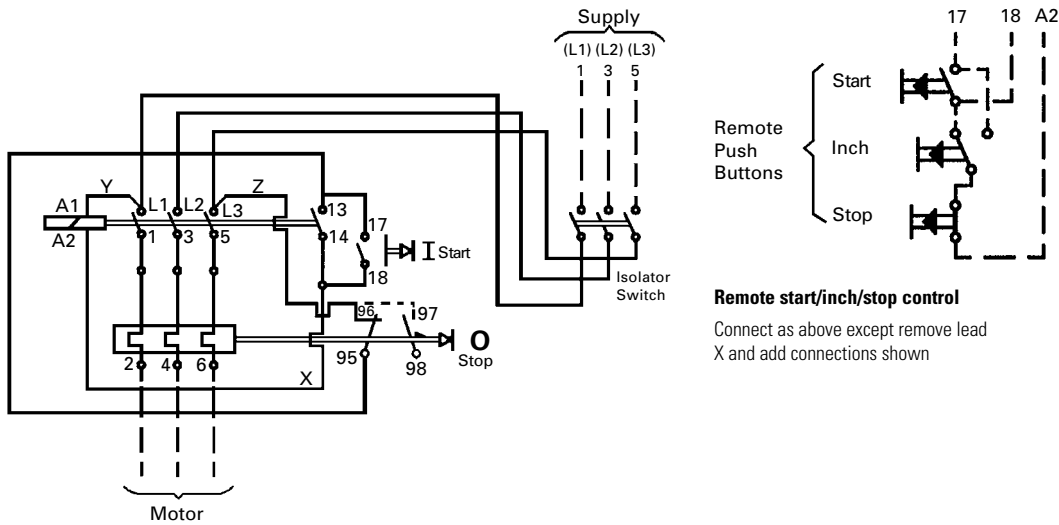 Supply
(L1) (L2) (L3)
1 3 5
Y L1 L2 Z
A1 L3 13
A2 1 3 5 14 17
I Start
18
Isolator
Switch
96 97
O
Stop
95 98
2 4 6
X
Motor
17 18 A2
Start
Remote
Push
Buttons
Inch
Stop
Remote start/inch/stop control
Connect as above except remove lead
X and add connections shown